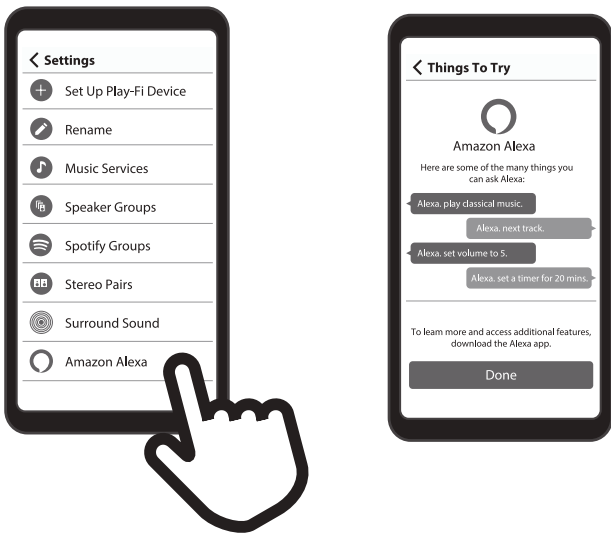 Settings
Set Up Play-Fi Device
Rename
Music Services
Speaker Groups
Spotify Groups
Stereo Pairs
Surround Sound
Amazon Alexa
Things To Try
Amazon Alexa
Here are some of the many things you
can ask Alexa:
Alexa. play classical music.
Alexa. next track.
Alexa. set volume to 5.
Alexa. set a timer for 20 mins.
To leam more and access additional features,
download the Alexa app.
Done